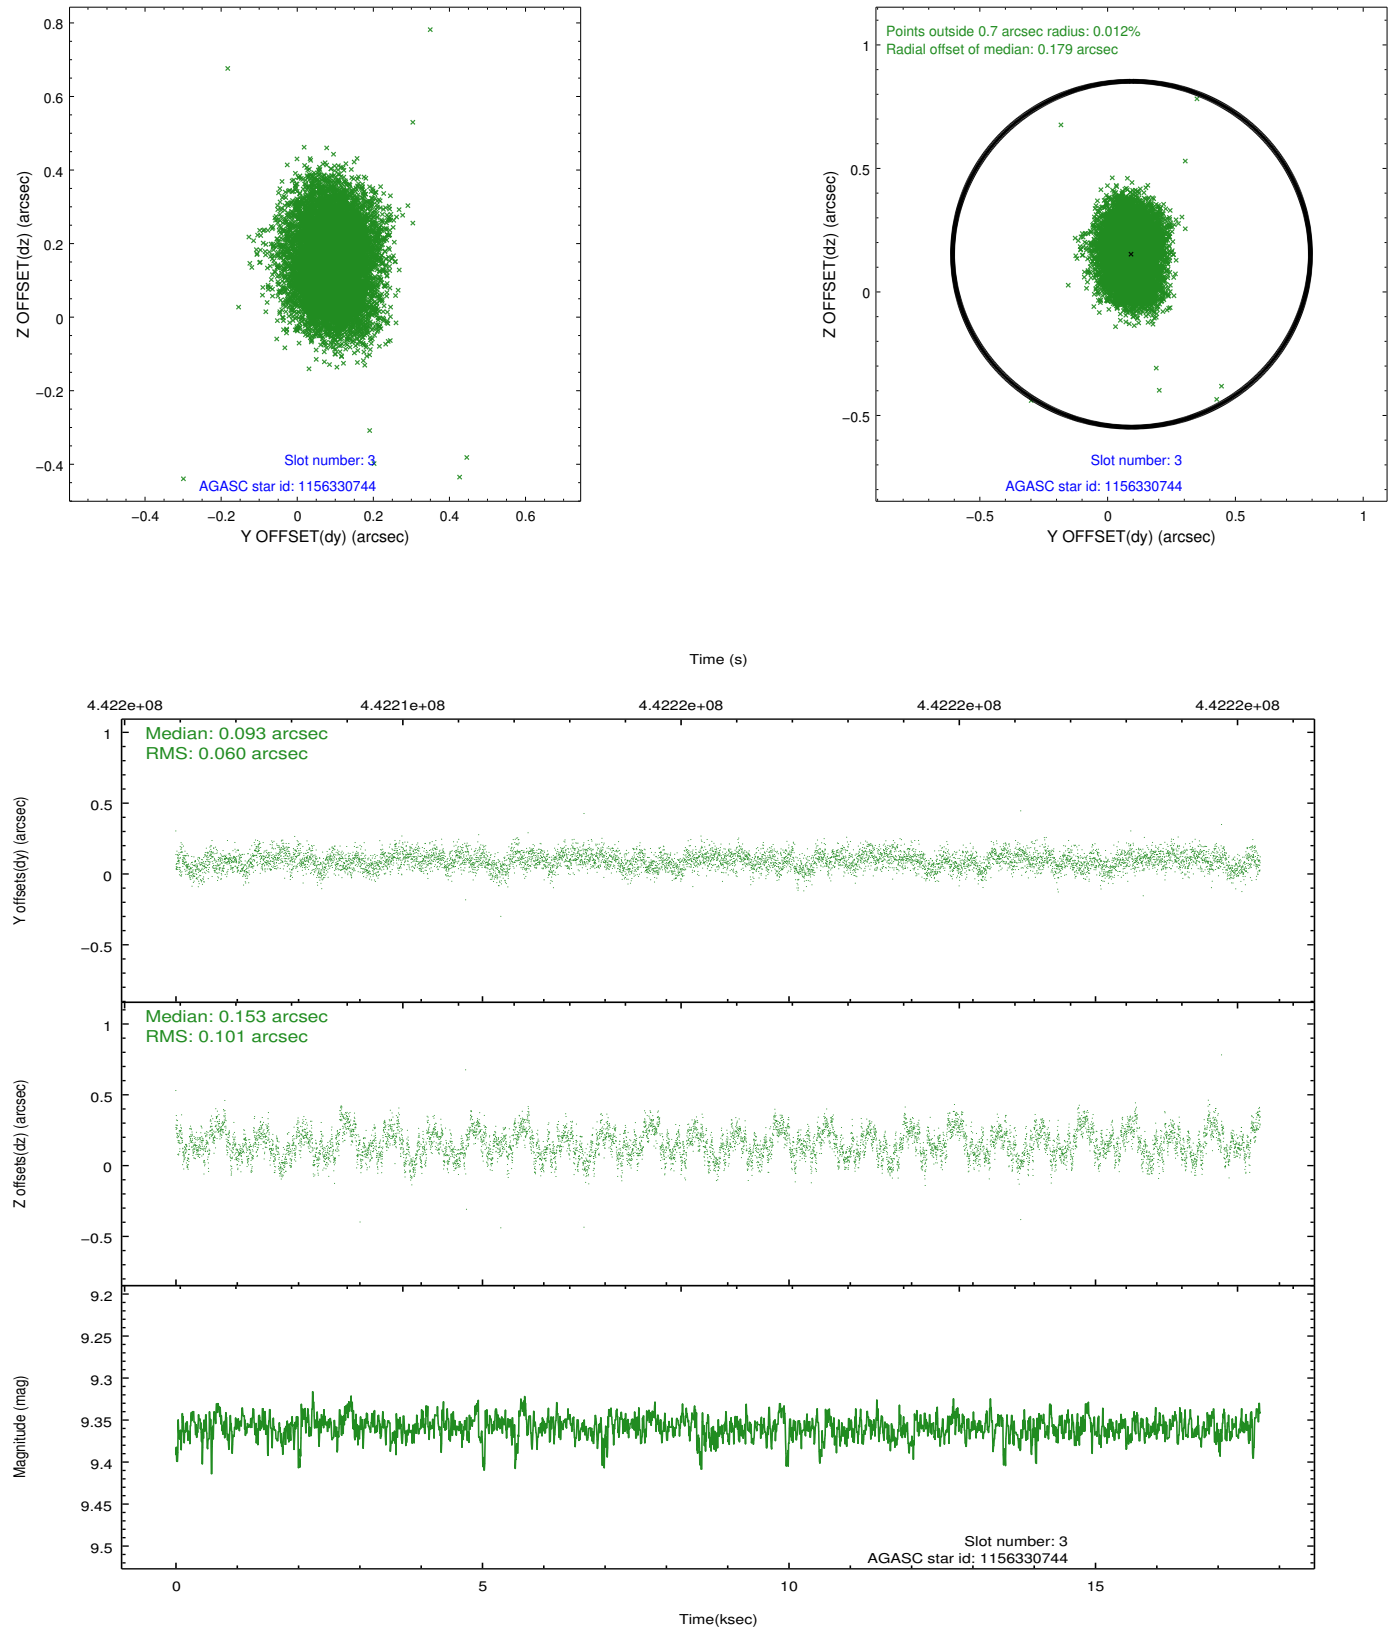 0.8
0.6
0.4
0.2
0
−0.2
−0.4
Z OFFSET(dz) (arcsec)
Slot number: 3
AGASC star id: 1156330744
−0.4 −0.2 0 0.2 0.4 0.6
Y OFFSET(dy) (arcsec)
Points outside 0.7 arcsec radius: 0.012%
Radial offset of median: 0.179 arcsec
1
0.5
0
−0.5
Z OFFSET(dz) (arcsec)
Slot number: 3
AGASC star id: 1156330744
−0.5 0 0.5 1
Y OFFSET(dy) (arcsec)
Time (s)
4.422e+08 4.4221e+08 4.4222e+08 4.4222e+08 4.4222e+08
Median: 0.093 arcsec
RMS: 0.060 arcsec
1
0.5
0
−0.5
Y offsets(dy) (arcsec)
Median: 0.153 arcsec
RMS: 0.101 arcsec
1
0.5
0
−0.5
Z offsets(dz) (arcsec)
9.2
9.25
9.3
9.35
9.4
9.45
9.5
Magnitude (mag)
Slot number: 3
AGASC star id: 1156330744
0 5 10 15
Time(ksec)